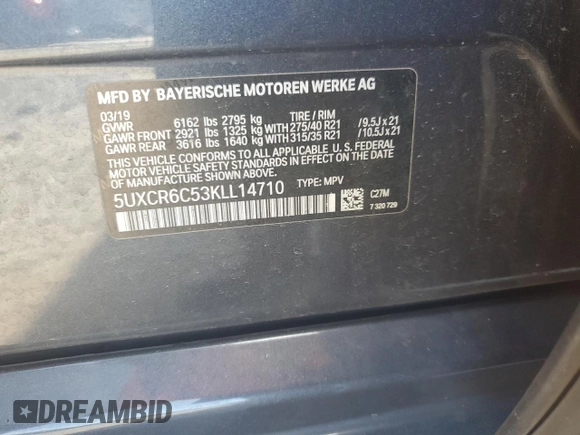 MFD BY BAYERISCHE MOTOREN WERKE AG
03/19 TIRE / RIM
GVWR 6162 lbs 2795 kg
GAWR FRONT 2921 lbs 1325 kg WITH 275/40 R21 /9.5J x 21
GAWR REAR 3616 lbs 1640 kg WITH 315/35 R21 /10.5J x 21
THIS VEHICLE CONFORMS TO ALL APPLICABLE FEDERAL
MOTOR VEHICLE SAFETY STANDARDS IN EFFECT ON THE
DATE OF MANUFACTURE SHOWN ABOVE.
5UXCR6C53KLL14710 TYPE: MPV
C27M
7 320 729
DREAMBID